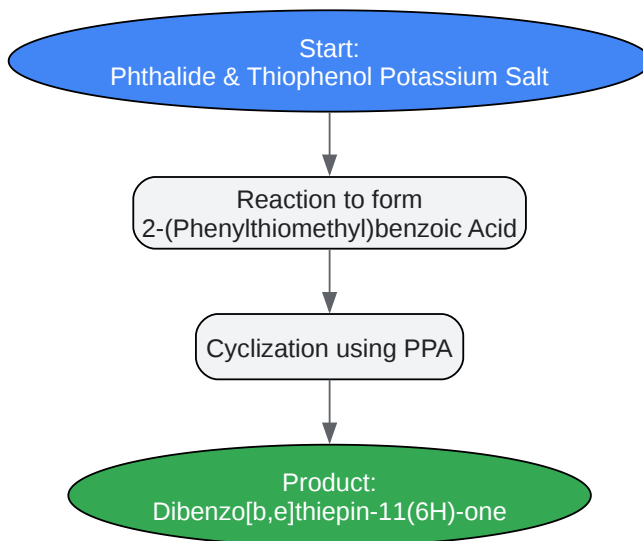 Start:
Phthalide & Thiophenol Potassium Salt
Reaction to form
2-(Phenylthiomethyl)benzoic Acid
Cyclization using PPA
Product:
Dibenzo[b,e]thiepin-11(6H)-one